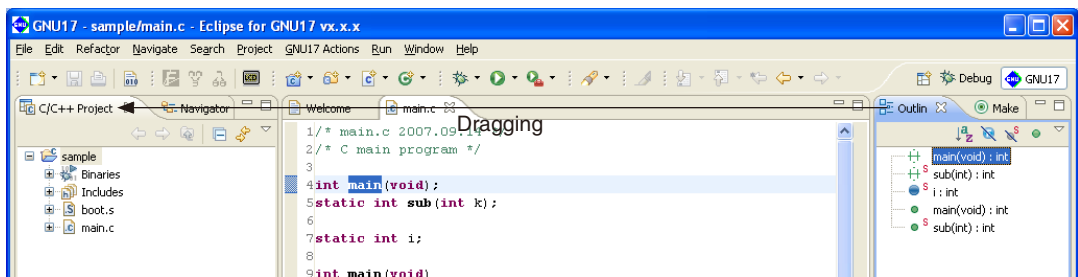 GNU17 - sample/main.c - Eclipse for GNU17 vx.x.x
File Edit Refactor Navigate Search Project GNU17 Actions Run Window Help
Debug GNU17
C/C++ Project Navigator Welcome main.c Outlin Make
Dragging
1/* main.c 2007.09.14 */
2/* C main program */
3
4int main(void);
5static int sub(int k);
6
7static int i;
8
9int main(void)
sample
Binaries
Includes
boot.s
main.c
main(void) : int
sub(int) : int
i : int
main(void) : int
sub(int) : int